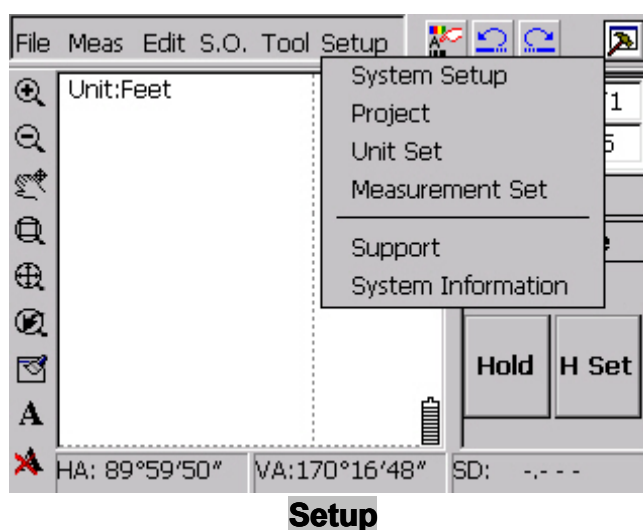 File Meas Edit S.O. Tool Setup
Unit:Feet
System Setup
Project
Unit Set
Measurement Set
Support
System Information
Hold H Set
A
HA: 89°59'50" VA:170°16'48" SD: -.- - -
Setup